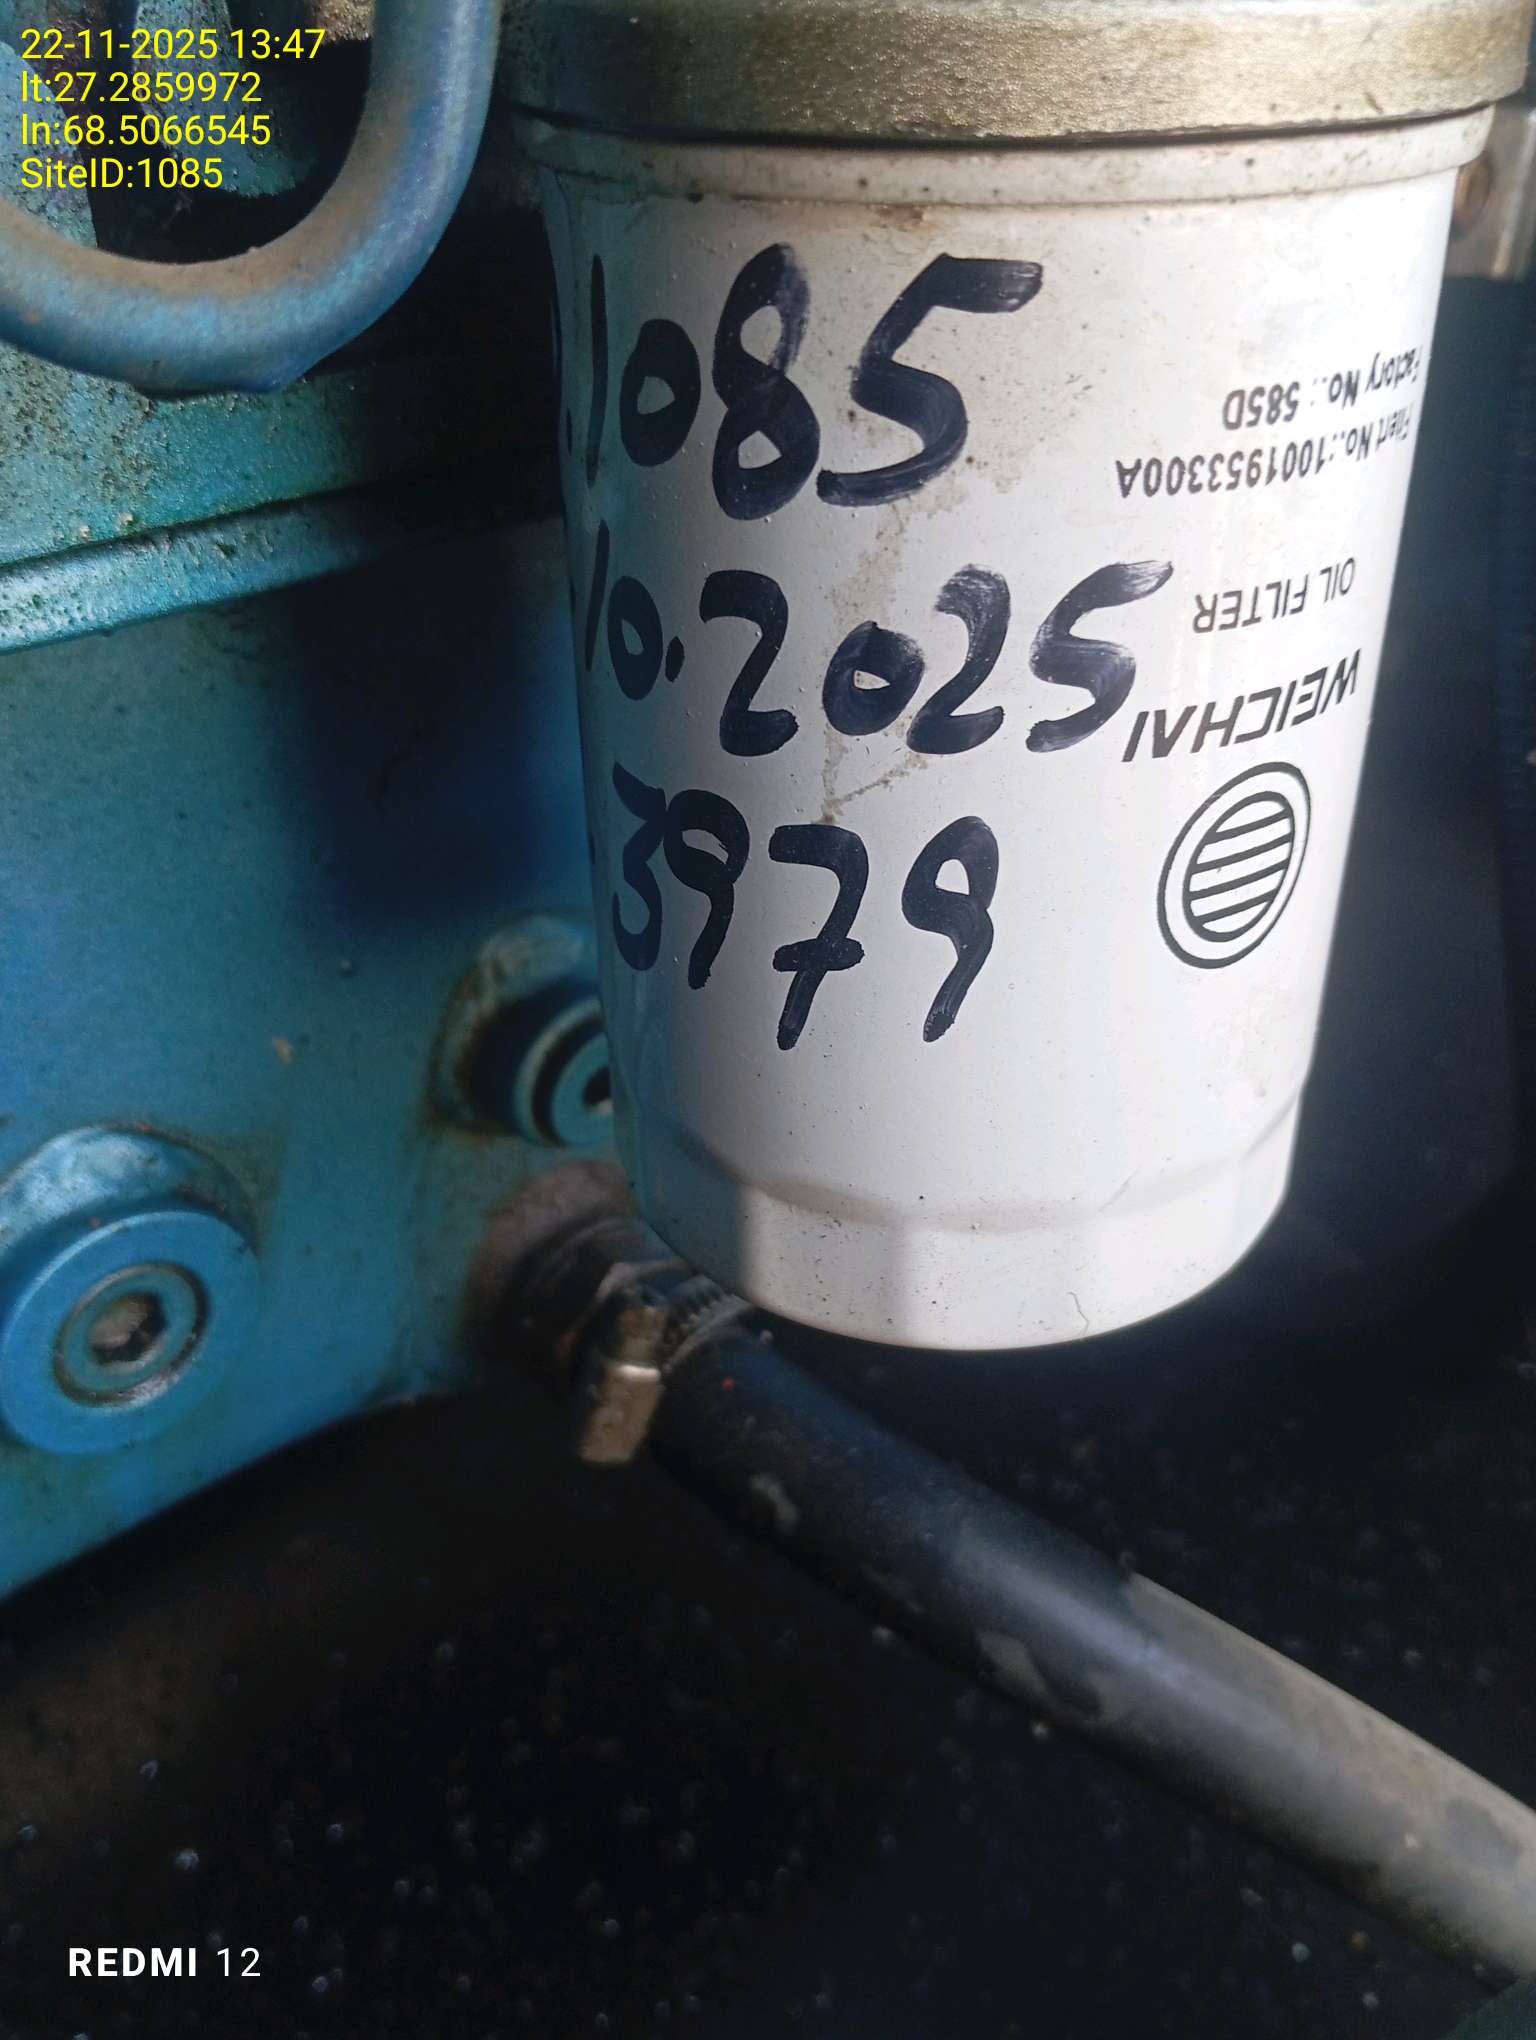 22-11-2025 13:47
lt:27.2859972
ln:68.5066545
SiteID:1085
.1085
.10.2025
3979
WEICHAI
OIL FILTER
Filert No.:1001953300A
Factory No.: 585D
REDMI 12